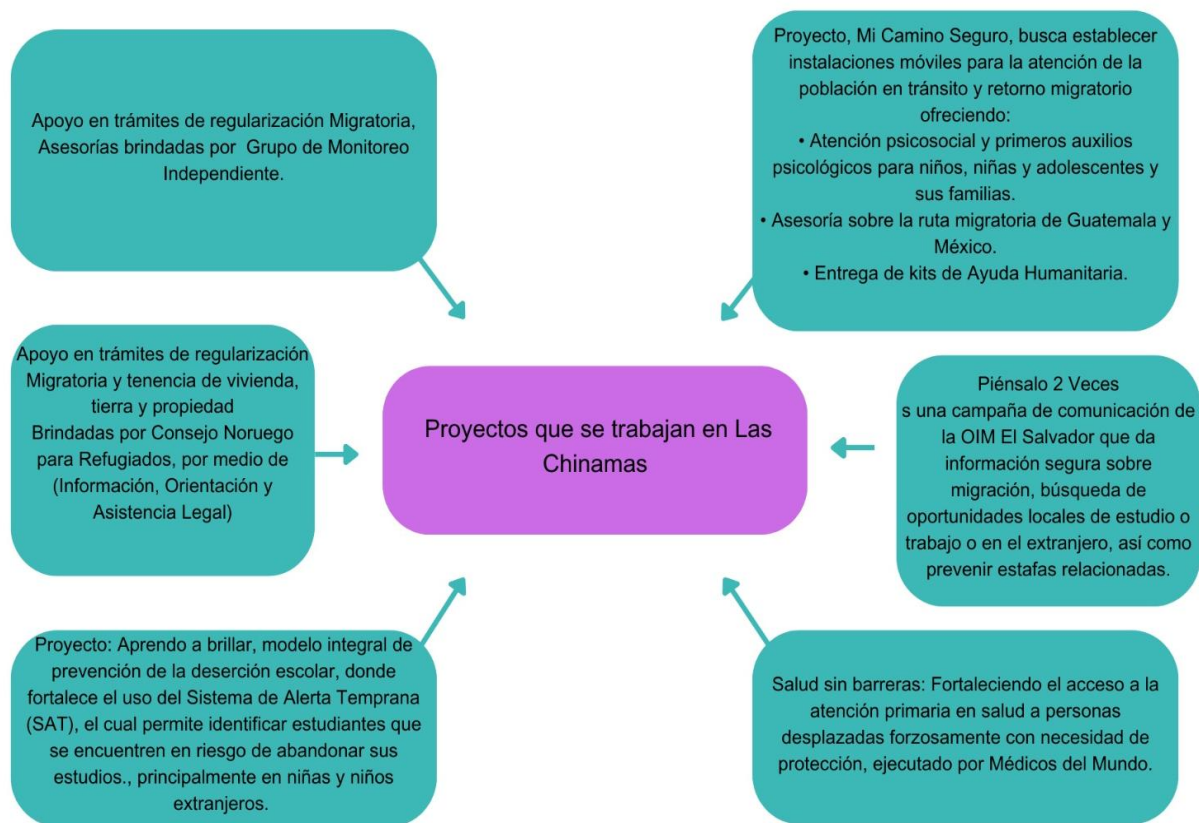 Apoyo en trámites de regularización Migratoria,
Asesorías brindadas por  Grupo de Monitoreo
Independiente.
Proyecto, Mi Camino Seguro, busca establecer
instalaciones móviles para la atención de la
población en tránsito y retorno migratorio
ofreciendo:
• Atención psicosocial y primeros auxilios
psicológicos para niños, niñas y adolescentes y
sus familias.
• Asesoría sobre la ruta migratoria de Guatemala y
México.
• Entrega de kits de Ayuda Humanitaria.
Apoyo en trámites de regularización
Migratoria y tenencia de vivienda,
tierra y propiedad
Brindadas por Consejo Noruego
para Refugiados, por medio de
(Información, Orientación y
Asistencia Legal)
Proyectos que se trabajan en Las
Chinamas
Piénsalo 2 Veces
s una campaña de comunicación de
la OIM El Salvador que da
información segura sobre
migración, búsqueda de
oportunidades locales de estudio o
trabajo o en el extranjero, así como
prevenir estafas relacionadas.
Proyecto: Aprendo a brillar, modelo integral de
prevención de la deserción escolar, donde
fortalece el uso del Sistema de Alerta Temprana
(SAT), el cual permite identificar estudiantes que
se encuentren en riesgo de abandonar sus
estudios., principalmente en niñas y niños
extranjeros.
Salud sin barreras: Fortaleciendo el acceso a la
atención primaria en salud a personas
desplazadas forzosamente con necesidad de
protección, ejecutado por Médicos del Mundo.